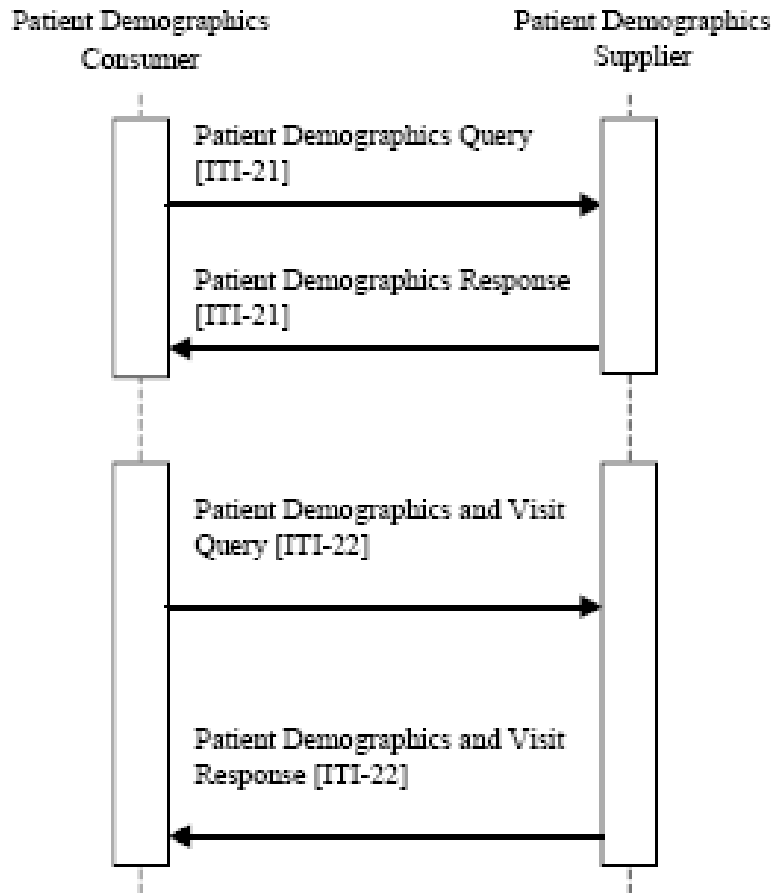 Patient Demographics
Consumer
Patient Demographics
Supplier
Patient Demographics Query
[ITI-21]
Patient Demographics Response
[ITI-21]
Patient Demographics and Visit
Query [ITI-22]
Patient Demographics and Visit
Response [ITI-22]